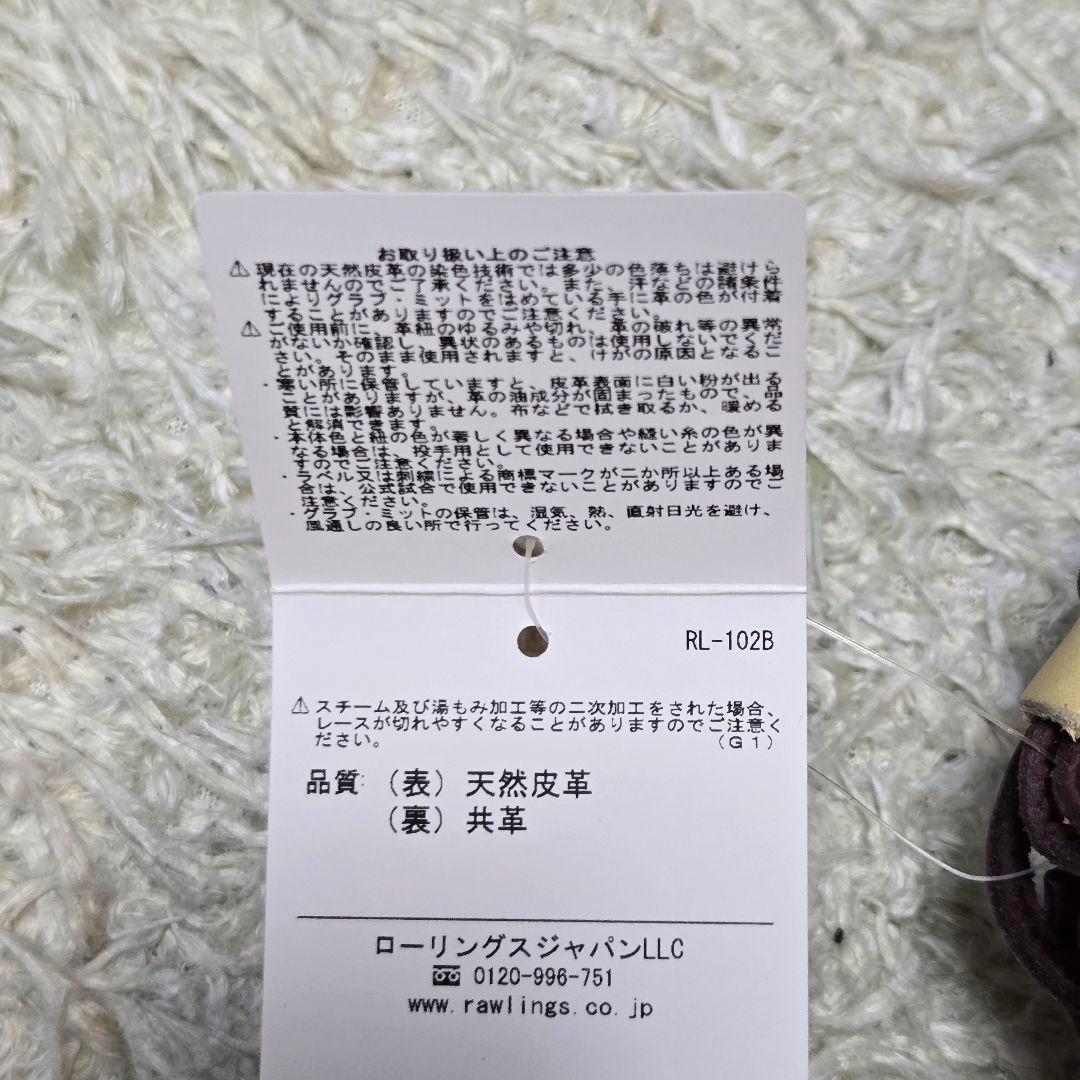 お取り扱い上のご注意
⚠現在の天然皮革の染色技術では多少の色落ちは避けら
れませんのでご了承ください。また、汗などの諸条件
によりグラブ・ミットをはめている手に革の色が付着
することがありますのでご注意ください。
⚠ご使用前に、革紐のゆるみや切れ、革の破れ等の異常
がないか確認し、異状のあるものは使用しないでくだ
さい。そのまま使用されますと、けがの原因となるこ
とがあります。
・寒い所に保管していますと、皮革表面に白い粉が出る
ことがありますが、革の油成分が固まったもので、品
質には影響ありません。布などで拭き取るか、暖める
と解消できます。
・本体色と紐の色が著しく異なる場合や縫い糸の色が異
なる場合は、投手用として使用できないことがありま
すのでご注意ください。
・ラベル又は刺繍による商標マークが二か所以上ある場
合は、公式試合で使用できないことがありますのでご
注意ください。
・グラブ・ミットの保管は、湿気、熱、直射日光を避け、
風通しの良い所で行ってください。
RL-102B
⚠スチーム及び湯もみ加工等の二次加工をされた場合、
レースが切れやすくなることがありますのでご注意く
ださい。 (G1)
品質 (表) 天然皮革
(裏) 共革
ローリングスジャパンLLC
0120-996-751
www.rawlings.co.jp